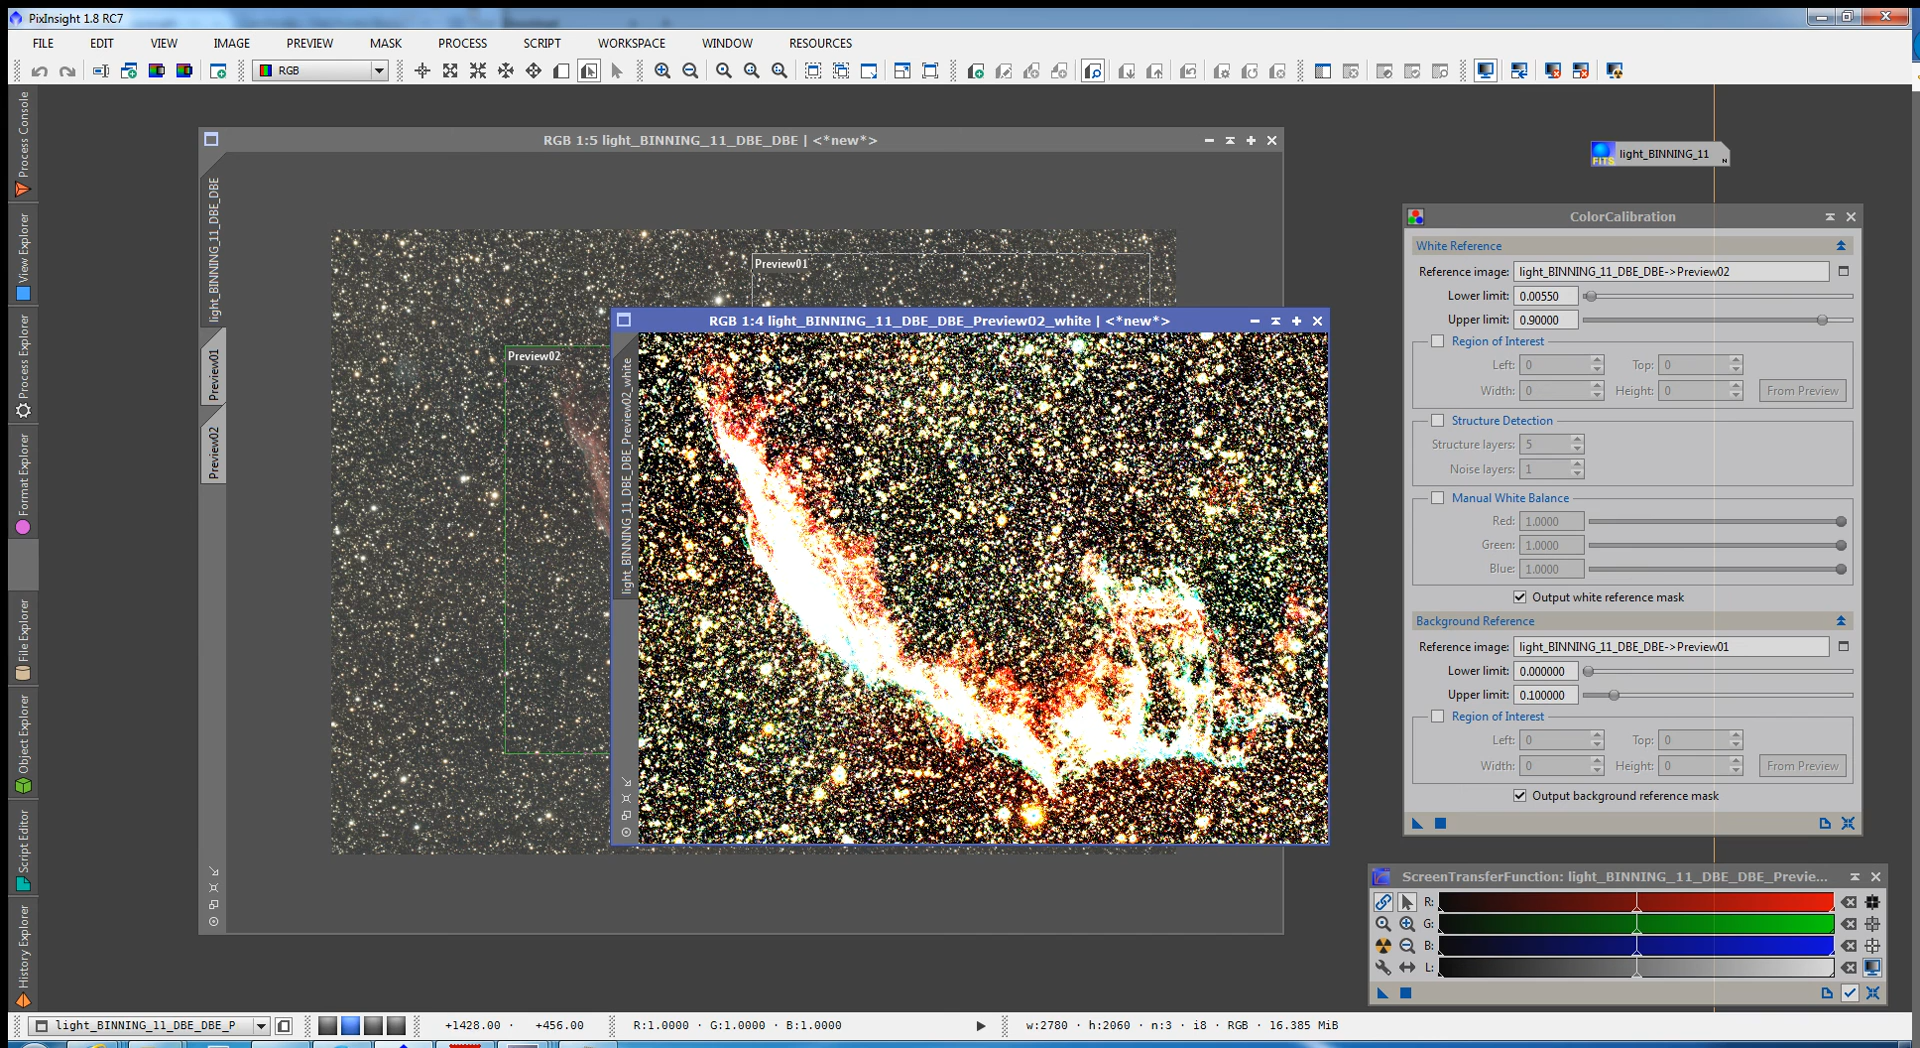 PixInsight 1.8 RC7
FILE EDIT VIEW IMAGE PREVIEW MASK PROCESS SCRIPT WORKSPACE WINDOW RESOURCES
RGB
Process Console
View Explorer
Process Explorer
Format Explorer
File Explorer
Object Explorer
Script Editor
History Explorer
RGB 1:5 light_BINNING_11_DBE_DBE | <*new*>
light_BINNING_11_DBE_DBE
Preview01
Preview02
Preview01
Preview02
RGB 1:4 light_BINNING_11_DBE_DBE_Preview02_white | <*new*>
light_BINNING_11_DBE_DBE_Preview02_white
FITS
light_BINNING_11
N
ColorCalibration
White Reference
Reference image: light_BINNING_11_DBE_DBE->Preview02
Lower limit: 0.00550
Upper limit: 0.90000
Region of Interest
Left: 0 Top: 0
Width: 0 Height: 0 From Preview
Structure Detection
Structure layers: 5
Noise layers: 1
Manual White Balance
Red: 1.0000
Green: 1.0000
Blue: 1.0000
Output white reference mask
Background Reference
Reference image: light_BINNING_11_DBE_DBE->Preview01
Lower limit: 0.000000
Upper limit: 0.100000
Region of Interest
Left: 0 Top: 0
Width: 0 Height: 0 From Preview
Output background reference mask
ScreenTransferFunction: light_BINNING_11_DBE_DBE_Previe...
R:
G:
B:
L:
light_BINNING_11_DBE_DBE_P
+1428.00 · +456.00
R:1.0000 · G:1.0000 · B:1.0000
w:2780 · h:2060 · n:3 · i8 · RGB · 16.385 MiB